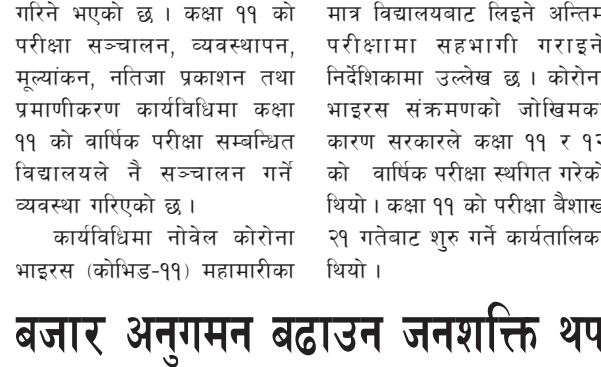 गरिने भएको छ । कक्षा ११ को
परीक्षा सञ्चालन, व्यवस्थापन,
मूल्यांकन, नतिजा प्रकाशन तथा
प्रमाणीकरण कार्यविधिमा कक्षा
११ को वार्षिक परीक्षा सम्बन्धित
विद्यालयले नै सञ्चालन गर्ने
व्यवस्था गरिएको छ ।
कार्यविधिमा नोवेल कोरोना
भाइरस (कोभिड-११) महामारीका
मात्र विद्यालयबाट लिइने अन्तिम
परीक्षामा सहभागी गराइने
निर्देशिकामा उल्लेख छ । कोरोना
भाइरस संक्रमणको जोखिमका
कारण सरकारले कक्षा ११ र १२
को वार्षिक परीक्षा स्थगित गरेको
थियो । कक्षा ११ को परीक्षा बैशाख
२१ गतेबाट शुरु गर्ने कार्यतालिका
थियो ।
बजार अनुगमन बढाउन जनशक्ति थप